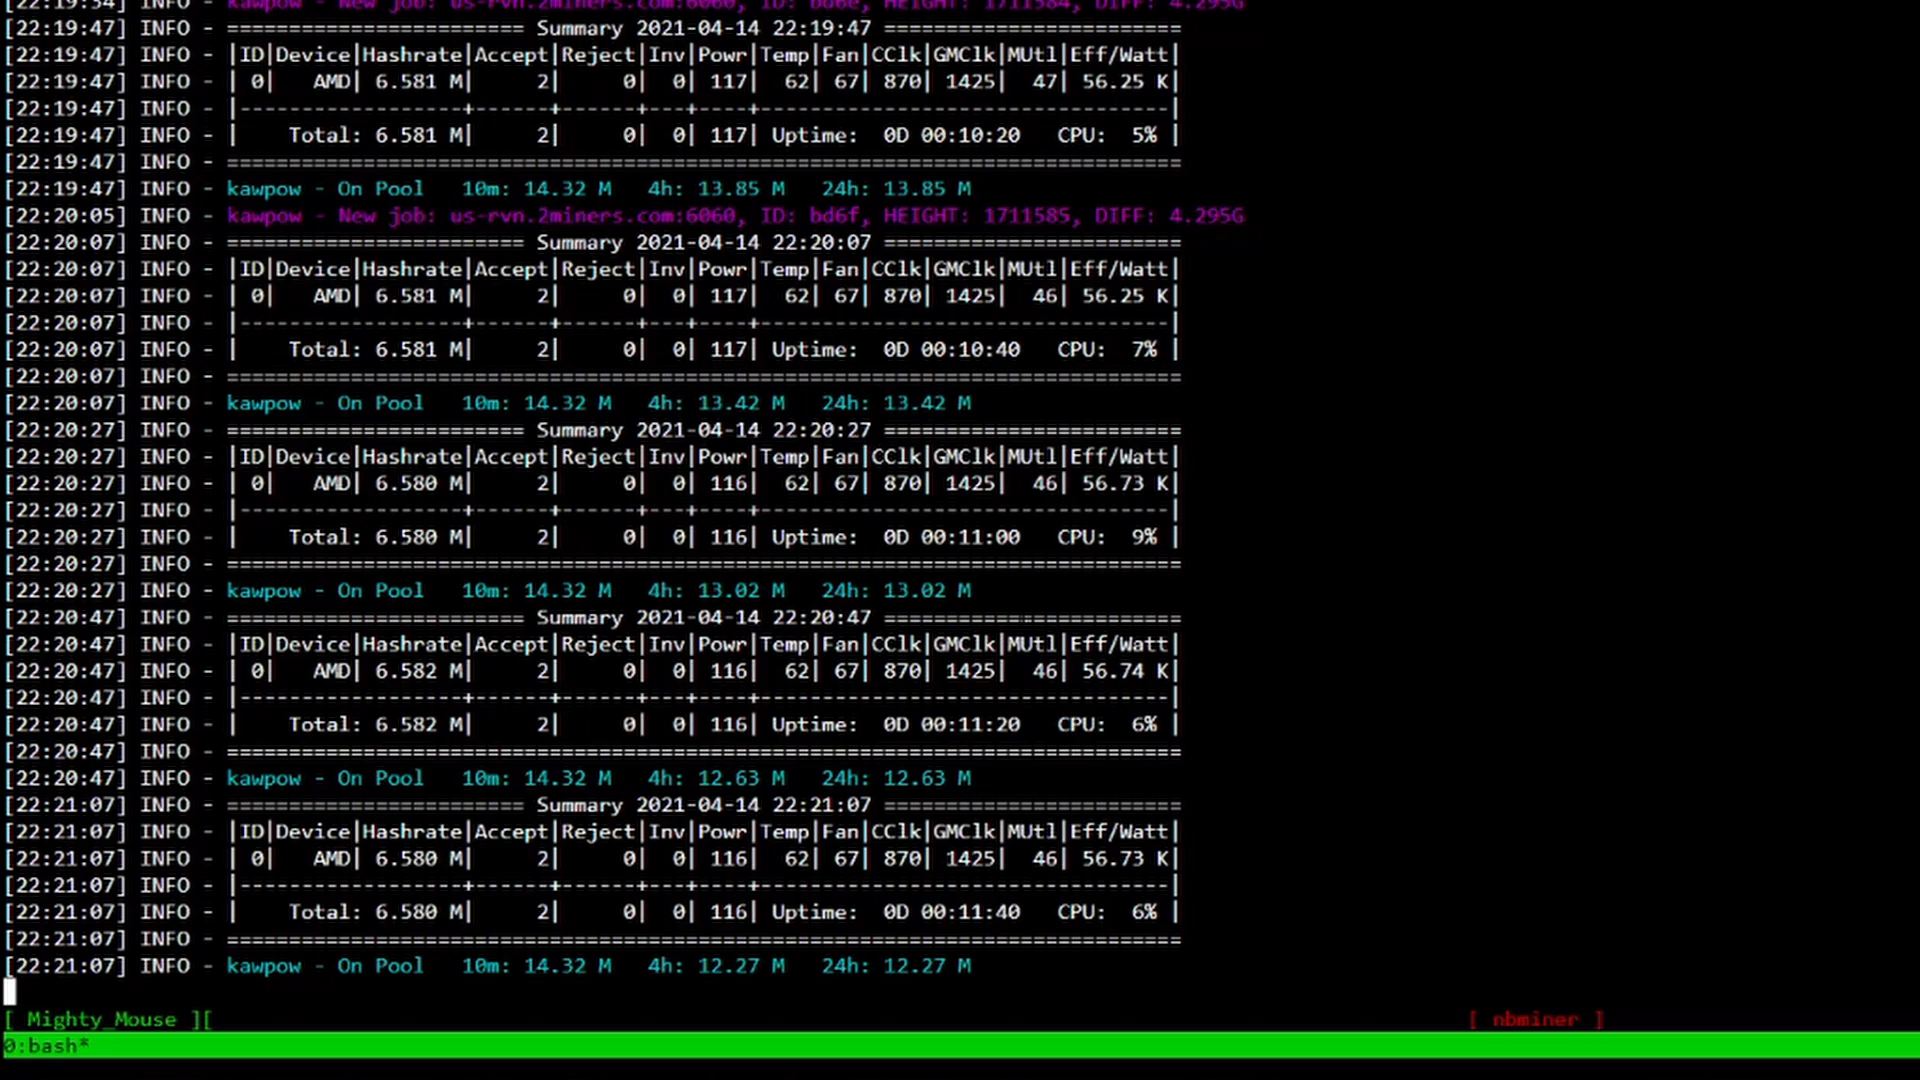 [22:19:34] INFO - kawpow - New job: us-rvn.2miners.com:6060, ID: bd6e, HEIGHT: 1711584, DIFF: 4.295G
[22:19:47] INFO - ======================== Summary 2021-04-14 22:19:47 ========================
[22:19:47] INFO - |ID|Device|Hashrate|Accept|Reject|Inv|Powr|Temp|Fan|CClk|GMClk|MUtl|Eff/Watt|
[22:19:47] INFO - | 0|   AMD| 6.581 M|     2|     0|  0| 117|  62| 67| 870| 1425|  47| 56.25 K|
[22:19:47] INFO - |------------------+------+------+---+----+---------------------------------|
[22:19:47] INFO - |    Total: 6.581 M|     2|     0|  0| 117| Uptime:  0D 00:10:20   CPU:  5% |
[22:19:47] INFO - =============================================================================
[22:19:47] INFO - kawpow - On Pool   10m: 14.32 M   4h: 13.85 M   24h: 13.85 M
[22:20:05] INFO - kawpow - New job: us-rvn.2miners.com:6060, ID: bd6f, HEIGHT: 1711585, DIFF: 4.295G
[22:20:07] INFO - ======================== Summary 2021-04-14 22:20:07 ========================
[22:20:07] INFO - |ID|Device|Hashrate|Accept|Reject|Inv|Powr|Temp|Fan|CClk|GMClk|MUtl|Eff/Watt|
[22:20:07] INFO - | 0|   AMD| 6.581 M|     2|     0|  0| 117|  62| 67| 870| 1425|  46| 56.25 K|
[22:20:07] INFO - |------------------+------+------+---+----+---------------------------------|
[22:20:07] INFO - |    Total: 6.581 M|     2|     0|  0| 117| Uptime:  0D 00:10:40   CPU:  7% |
[22:20:07] INFO - =============================================================================
[22:20:07] INFO - kawpow - On Pool   10m: 14.32 M   4h: 13.42 M   24h: 13.42 M
[22:20:27] INFO - ======================== Summary 2021-04-14 22:20:27 ========================
[22:20:27] INFO - |ID|Device|Hashrate|Accept|Reject|Inv|Powr|Temp|Fan|CClk|GMClk|MUtl|Eff/Watt|
[22:20:27] INFO - | 0|   AMD| 6.580 M|     2|     0|  0| 116|  62| 67| 870| 1425|  46| 56.73 K|
[22:20:27] INFO - |------------------+------+------+---+----+---------------------------------|
[22:20:27] INFO - |    Total: 6.580 M|     2|     0|  0| 116| Uptime:  0D 00:11:00   CPU:  9% |
[22:20:27] INFO - =============================================================================
[22:20:27] INFO - kawpow - On Pool   10m: 14.32 M   4h: 13.02 M   24h: 13.02 M
[22:20:47] INFO - ======================== Summary 2021-04-14 22:20:47 ========================
[22:20:47] INFO - |ID|Device|Hashrate|Accept|Reject|Inv|Powr|Temp|Fan|CClk|GMClk|MUtl|Eff/Watt|
[22:20:47] INFO - | 0|   AMD| 6.582 M|     2|     0|  0| 116|  62| 67| 870| 1425|  46| 56.74 K|
[22:20:47] INFO - |------------------+------+------+---+----+---------------------------------|
[22:20:47] INFO - |    Total: 6.582 M|     2|     0|  0| 116| Uptime:  0D 00:11:20   CPU:  6% |
[22:20:47] INFO - =============================================================================
[22:20:47] INFO - kawpow - On Pool   10m: 14.32 M   4h: 12.63 M   24h: 12.63 M
[22:21:07] INFO - ======================== Summary 2021-04-14 22:21:07 ========================
[22:21:07] INFO - |ID|Device|Hashrate|Accept|Reject|Inv|Powr|Temp|Fan|CClk|GMClk|MUtl|Eff/Watt|
[22:21:07] INFO - | 0|   AMD| 6.580 M|     2|     0|  0| 116|  62| 67| 870| 1425|  46| 56.73 K|
[22:21:07] INFO - |------------------+------+------+---+----+---------------------------------|
[22:21:07] INFO - |    Total: 6.580 M|     2|     0|  0| 116| Uptime:  0D 00:11:40   CPU:  6% |
[22:21:07] INFO - =============================================================================
[22:21:07] INFO - kawpow - On Pool   10m: 14.32 M   4h: 12.27 M   24h: 12.27 M
[ Mighty_Mouse ][ [ nbminer ]
0:bash*